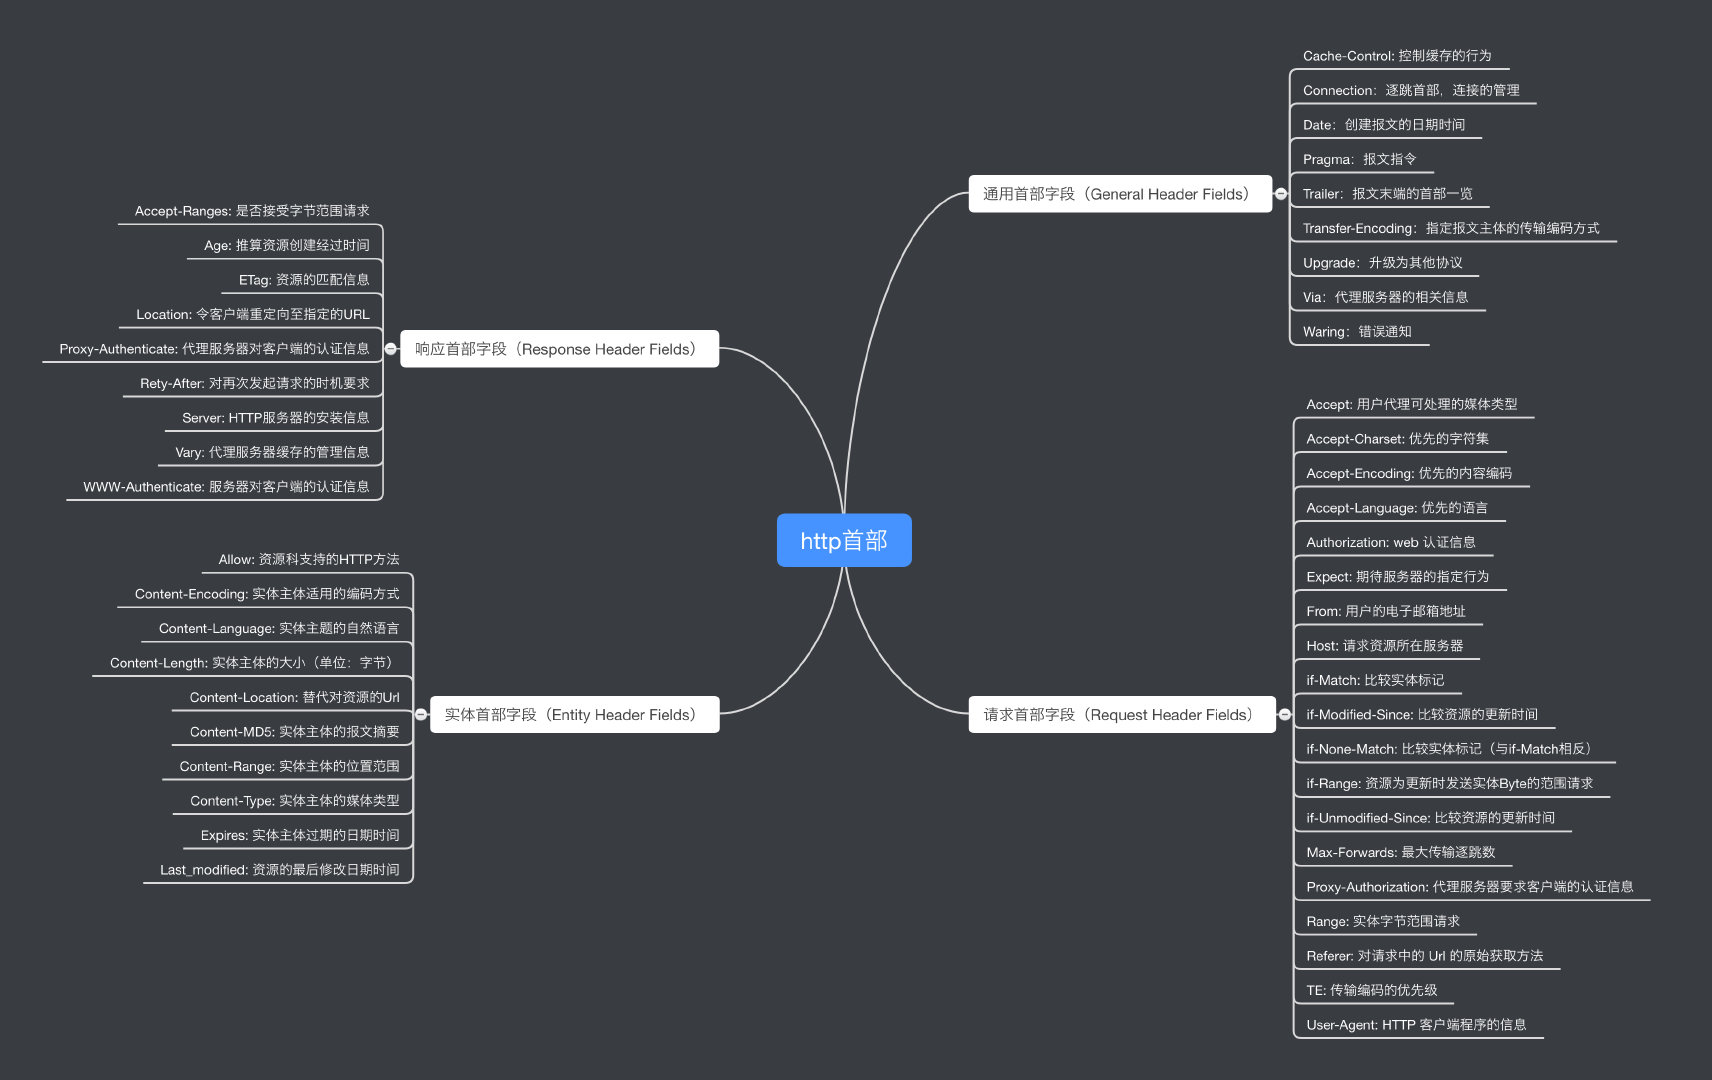 http首部
通用首部字段（General Header Fields）
Cache-Control: 控制缓存的行为
Connection：逐跳首部，连接的管理
Date：创建报文的日期时间
Pragma：报文指令
Trailer：报文末端的首部一览
Transfer-Encoding：指定报文主体的传输编码方式
Upgrade：升级为其他协议
Via：代理服务器的相关信息
Waring：错误通知
请求首部字段（Request Header Fields）
Accept: 用户代理可处理的媒体类型
Accept-Charset: 优先的字符集
Accept-Encoding: 优先的内容编码
Accept-Language: 优先的语言
Authorization: web 认证信息
Expect: 期待服务器的指定行为
From: 用户的电子邮箱地址
Host: 请求资源所在服务器
if-Match: 比较实体标记
if-Modified-Since: 比较资源的更新时间
if-None-Match: 比较实体标记（与if-Match相反）
if-Range: 资源为更新时发送实体Byte的范围请求
if-Unmodified-Since: 比较资源的更新时间
Max-Forwards: 最大传输逐跳数
Proxy-Authorization: 代理服务器要求客户端的认证信息
Range: 实体字节范围请求
Referer: 对请求中的 Url 的原始获取方法
TE: 传输编码的优先级
User-Agent: HTTP 客户端程序的信息
响应首部字段（Response Header Fields）
Accept-Ranges: 是否接受字节范围请求
Age: 推算资源创建经过时间
ETag: 资源的匹配信息
Location: 令客户端重定向至指定的URL
Proxy-Authenticate: 代理服务器对客户端的认证信息
Rety-After: 对再次发起请求的时机要求
Server: HTTP服务器的安装信息
Vary: 代理服务器缓存的管理信息
WWW-Authenticate: 服务器对客户端的认证信息
实体首部字段（Entity Header Fields）
Allow: 资源科支持的HTTP方法
Content-Encoding: 实体主体适用的编码方式
Content-Language: 实体主题的自然语言
Content-Length: 实体主体的大小（单位：字节）
Content-Location: 替代对资源的Url
Content-MD5: 实体主体的报文摘要
Content-Range: 实体主体的位置范围
Content-Type: 实体主体的媒体类型
Expires: 实体主体过期的日期时间
Last_modified: 资源的最后修改日期时间